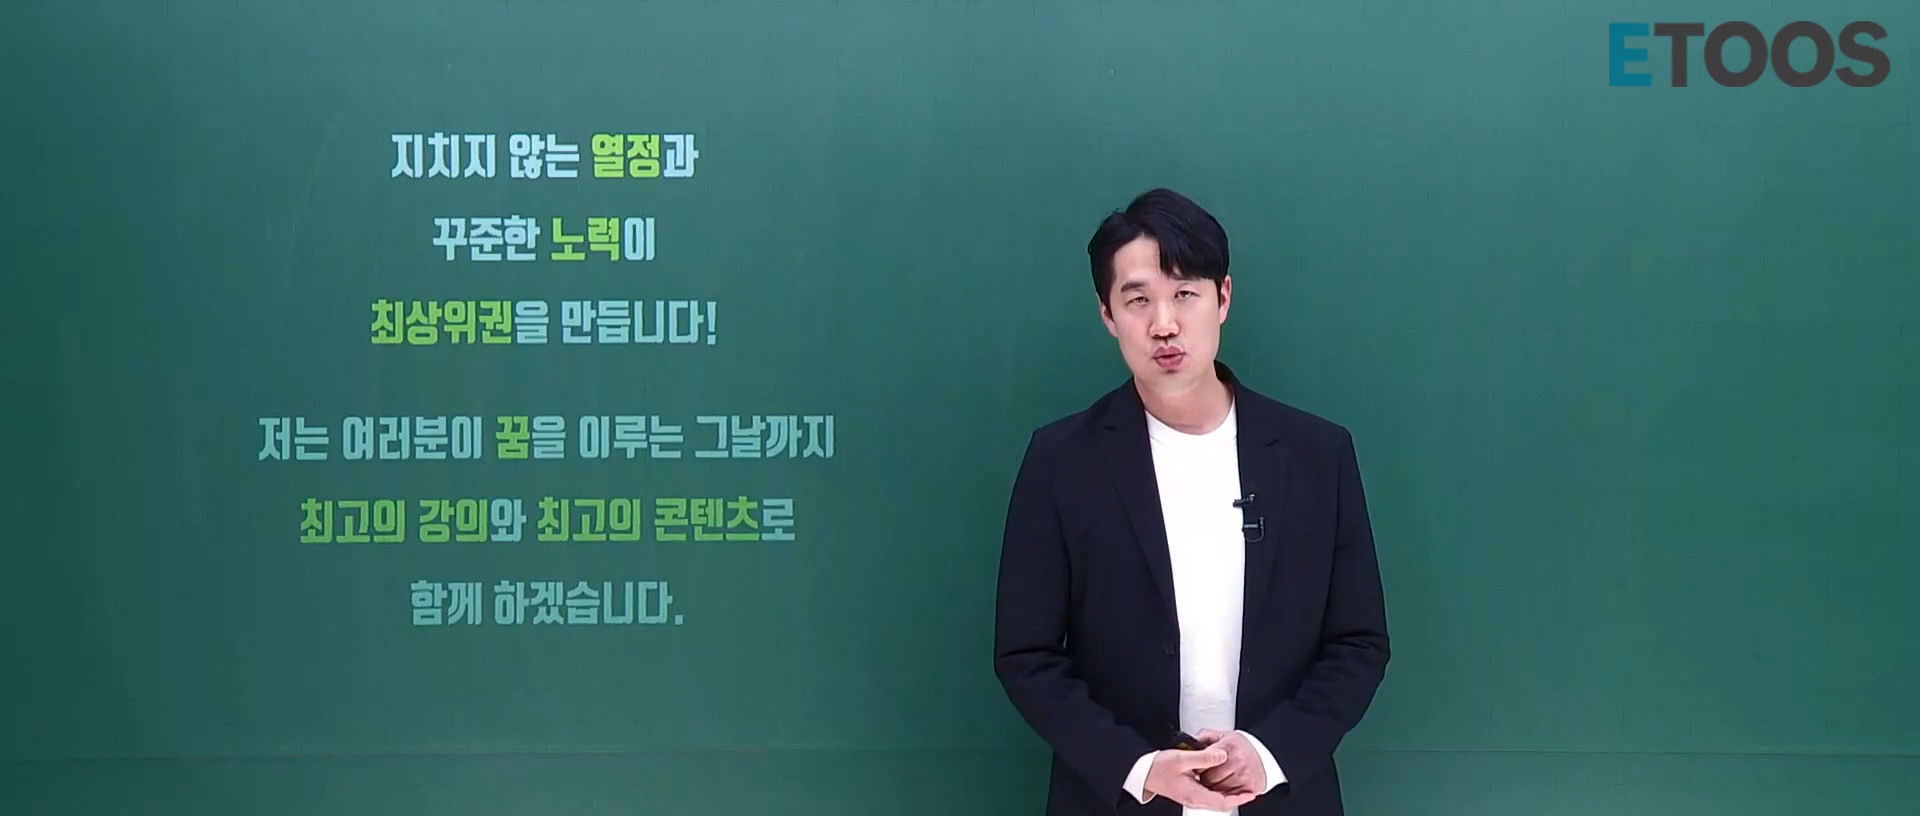 ETOOS
지치지 않는 열정과
꾸준한 노력이
최상위권을 만듭니다!
저는 여러분이 꿈을 이루는 그날까지
최고의 강의와 최고의 콘텐츠로
함께 하겠습니다.